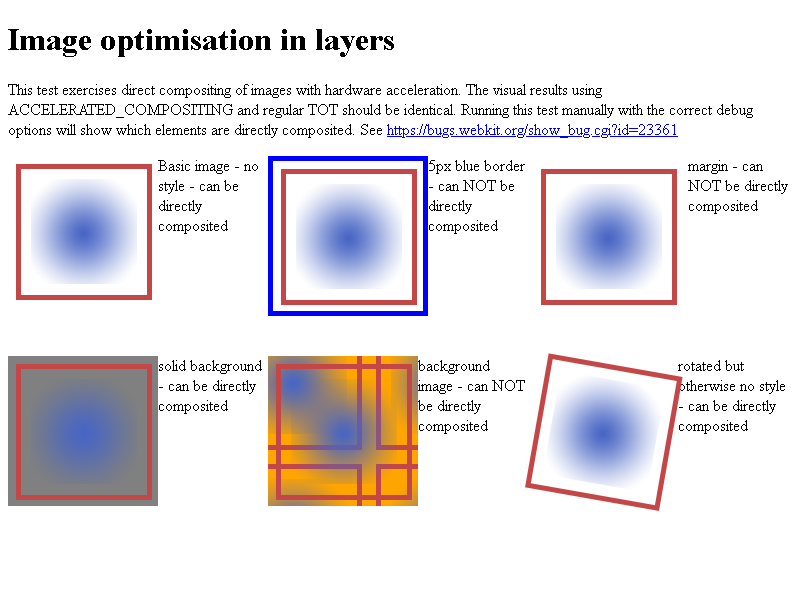 Image optimisation in layers
This test exercises direct compositing of images with hardware acceleration. The visual results using
ACCELERATED_COMPOSITING and regular TOT should be identical. Running this test manually with the correct debug
options will show which elements are directly composited. See https://bugs.webkit.org/show_bug.cgi?id=23361
Basic image - no
style - can be
directly
composited
5px blue border
- can NOT be
directly
composited
margin - can
NOT be directly
composited
solid background
- can be directly
composited
background
image - can NOT
be directly
composited
rotated but
otherwise no style
- can be directly
composited